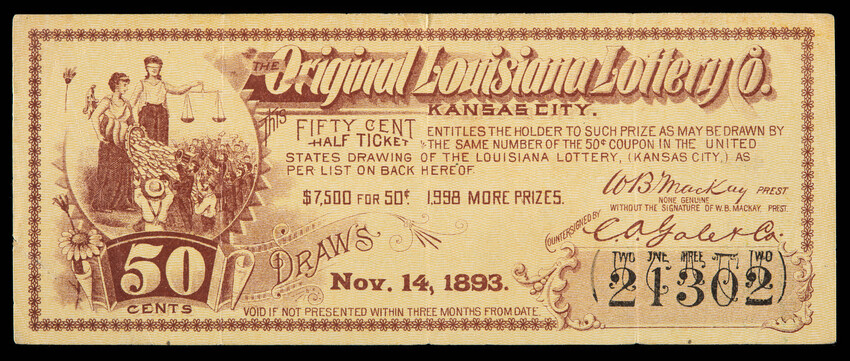 THE Original Louisiana Lottery Co.
KANSAS CITY.
This FIFTY CENT HALF TICKET ENTITLES THE HOLDER TO SUCH PRIZE AS MAY BE DRAWN BY
½ THE SAME NUMBER OF THE 50¢ COUPON IN THE UNITED
STATES DRAWING OF THE LOUISIANA LOTTERY, (KANSAS CITY,) AS
PER LIST ON BACK HEREOF
$7,500 FOR 50¢. 1,998 MORE PRIZES.
W B MacKay PREST
NONE GENUINE
WITHOUT THE SIGNATURE OF W. B. MACKAY. PREST.
COUNTERSIGNED BY
C. A. Gale & Co.
DRAWS
Nov. 14, 1893.
TWO ONE THREE TWO
21302
50
CENTS
VOID IF NOT PRESENTED WITHIN THREE MONTHS FROM DATE.